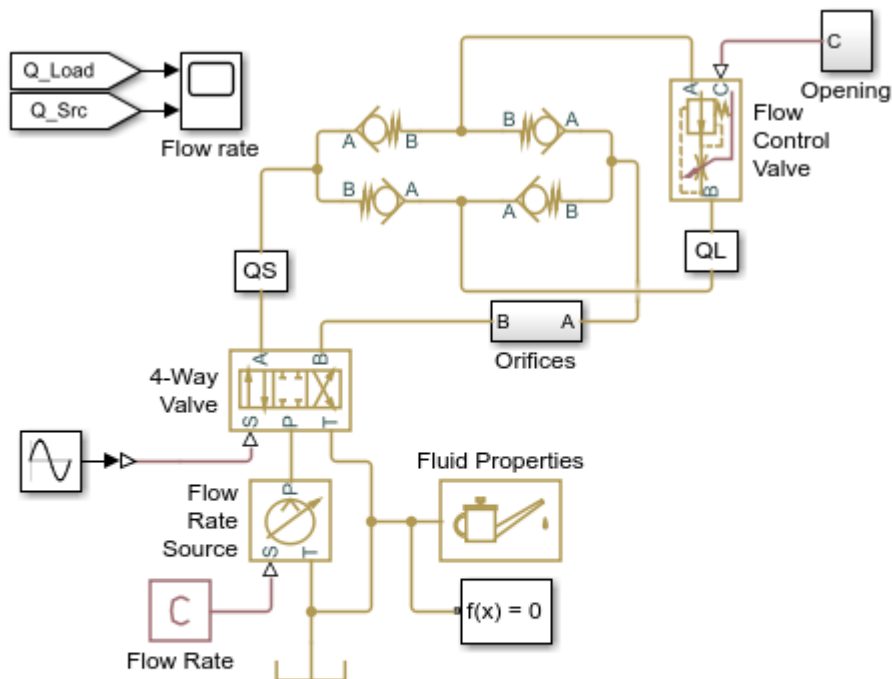 Q_Load
Q_Src
Flow rate
C
Opening
A
C
B
Flow
Control
Valve
A
B
B
A
B
A
A
B
QS
QL
B
A
Orifices
4-Way
Valve
A
B
S
P
T
Fluid Properties
Flow
Rate
Source
P
S
T
C
Flow Rate
f(x) = 0